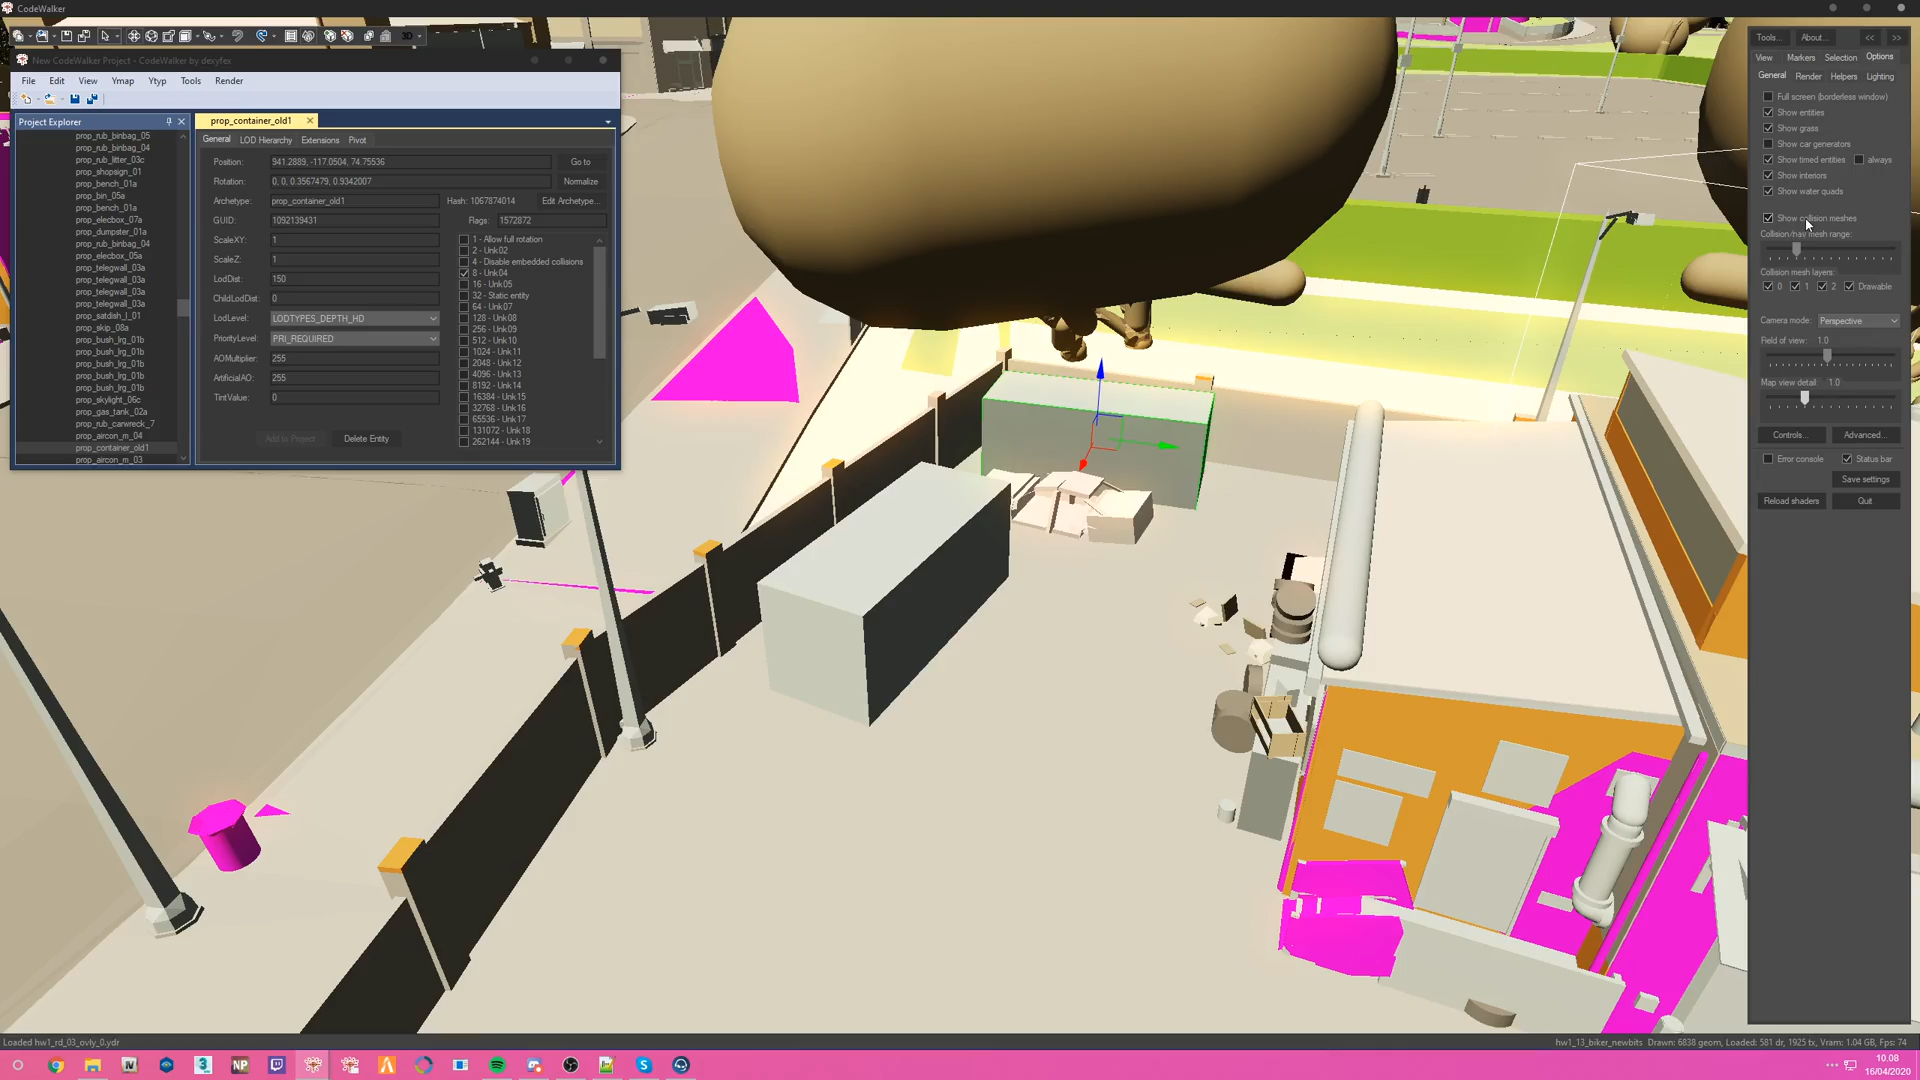 CodeWalker
3D
New CodeWalker Project - CodeWalker by dexyfex
File Edit View Ymap Ytyp Tools Render
Project Explorer
prop_rub_binbag_05
prop_rub_binbag_04
prop_rub_litter_03c
prop_shopsign_01
prop_bench_01a
prop_bin_05a
prop_bench_01a
prop_elecbox_07a
prop_dumpster_01a
prop_rub_binbag_04
prop_elecbox_05a
prop_telegwall_03a
prop_telegwall_03a
prop_telegwall_03a
prop_telegwall_03a
prop_satdish_l_01
prop_skip_08a
prop_bush_lrg_01b
prop_bush_lrg_01b
prop_bush_lrg_01b
prop_bush_lrg_01b
prop_bush_lrg_01b
prop_skylight_06c
prop_gas_tank_02a
prop_rub_carwreck_7
prop_aircon_m_04
prop_container_old1
prop_aircon_m_03
prop_container_old1
General LOD Hierarchy Extensions Pivot
Position: 941.2889, -117.0504, 74.75536 Go to
Rotation: 0, 0, 0.3567479, 0.9342007 Normalize
Archetype: prop_container_old1 Hash: 1067874014 Edit Archetype...
GUID: 1092139431 Flags: 1572872
ScaleXY: 1
ScaleZ: 1
LodDist: 150
ChildLodDist: 0
LodLevel: LODTYPES_DEPTH_HD
PriorityLevel: PRI_REQUIRED
AOMultiplier: 255
ArtificialAO: 255
TintValue: 0
Add to Project Delete Entity
1 - Allow full rotation
2 - Unk02
4 - Disable embedded collisions
8 - Unk04
16 - Unk05
32 - Static entity
64 - Unk07
128 - Unk08
256 - Unk09
512 - Unk10
1024 - Unk11
2048 - Unk12
4096 - Unk13
8192 - Unk14
16384 - Unk15
32768 - Unk16
65536 - Unk17
131072 - Unk18
262144 - Unk19
Tools... About... << >>
View Markers Selection Options
General Render Helpers Lighting
Full screen (borderless window)
Show entities
Show grass
Show car generators
Show timed entities always
Show interiors
Show water quads
Show collision meshes
Collision/nav mesh range:
Collision mesh layers:
0 1 2 Drawable
Camera mode: Perspective
Field of view: 1.0
Map view detail: 1.0
Controls... Advanced...
Error console Status bar
Save settings
Reload shaders Quit
Loaded hw1_rd_03_ovly_0.ydr
hw1_13_biker_newbits Drawn: 6838 geom, Loaded: 581 dr, 1925 tx, Vram: 1.04 GB, Fps: 74
3
NP
10.08
16/04/2020